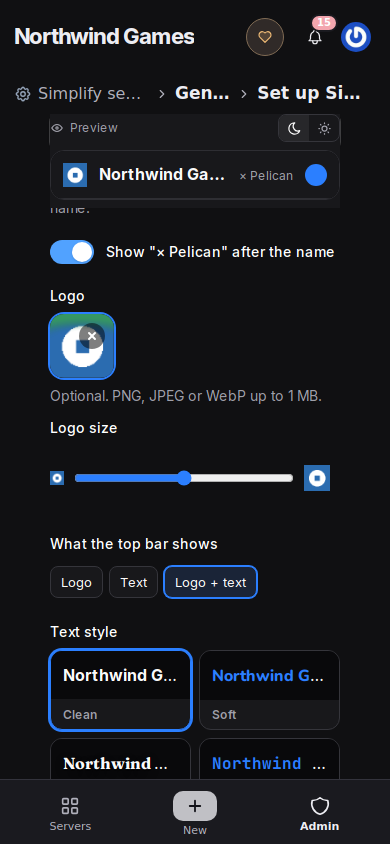 Northwind Games
15
Simplify se... › Gen... › Set up Si...
Preview
Northwind Ga... × Pelican
name.
Show "× Pelican" after the name
Logo
Optional. PNG, JPEG or WebP up to 1 MB.
Logo size
What the top bar shows
Logo Text Logo + text
Text style
Northwind G... Northwind G...
Clean Soft
Northwind ... Northwind ...
Servers New Admin